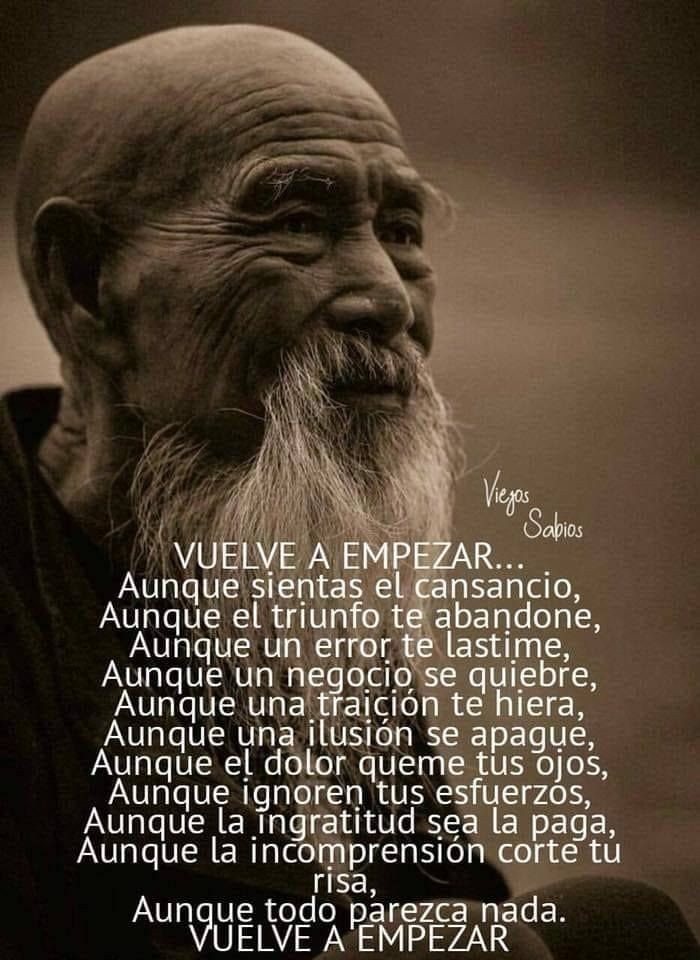 Viejos
Sabios
VUELVE A EMPEZAR...
Aunque sientas el cansancio,
Aunque el triunfo te abandone,
Aunque un error te lastime,
Aunque un negocio se quiebre,
Aunque una traición te hiera,
Aunque una ilusión se apague,
Aunque el dolor queme tus ojos,
Aunque ignoren tus esfuerzos,
Aunque la ingratitud sea la paga,
Aunque la incomprensión corte tu
risa,
Aunque todo parezca nada.
VUELVE A EMPEZAR